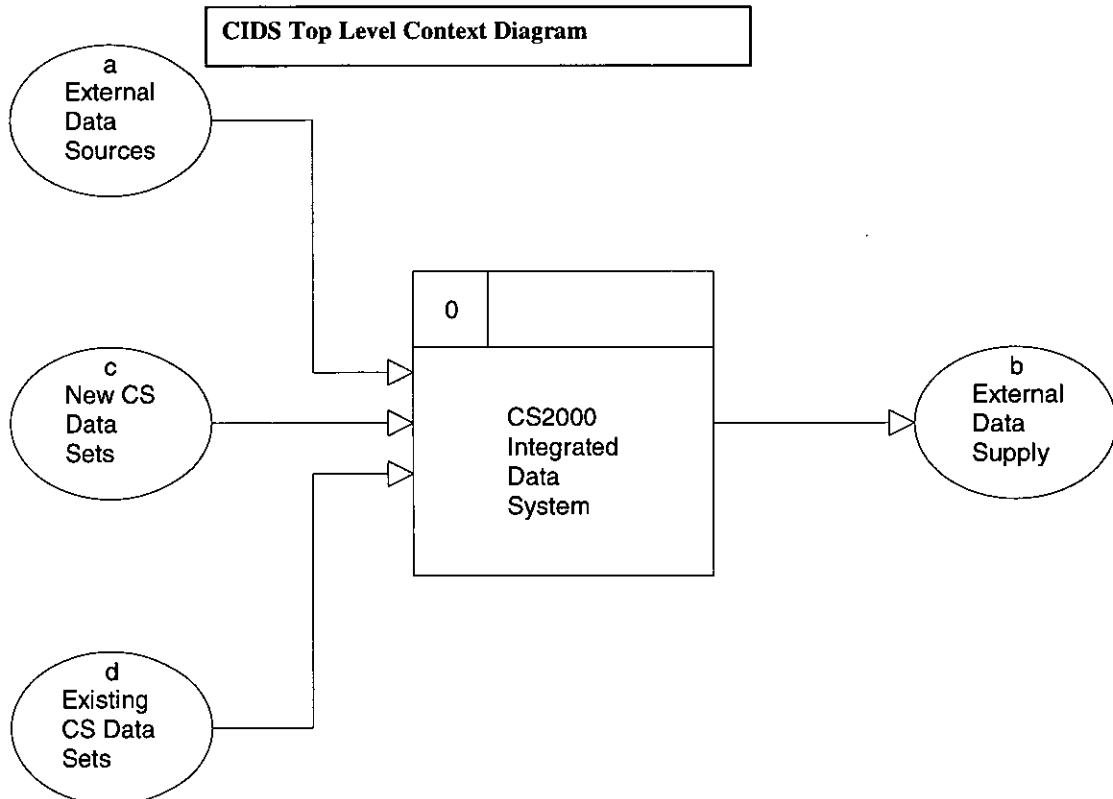 CIDS Top Level Context Diagram
a
External
Data
Sources
0
c
New CS
Data
Sets
CS2000
Integrated
Data
System
b
External
Data
Supply
d
Existing
CS Data
Sets